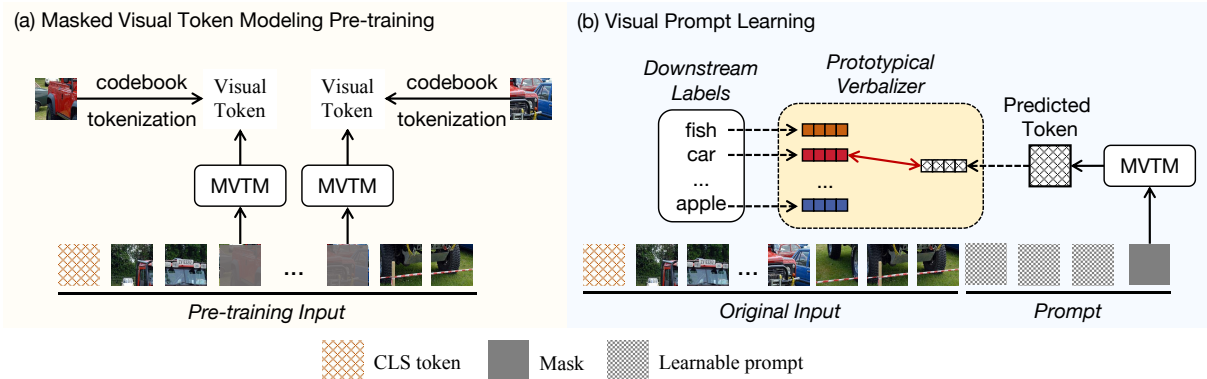 (a) Masked Visual Token Modeling Pre-training
codebook
tokenization
Visual
Token
Visual
Token
codebook
tokenization
MVTM
MVTM
...
Pre-training Input
(b) Visual Prompt Learning
Downstream
Labels
Prototypical
Verbalizer
Predicted
Token
fish
car
...
apple
...
MVTM
...
Original Input
Prompt
CLS token
Mask
Learnable prompt